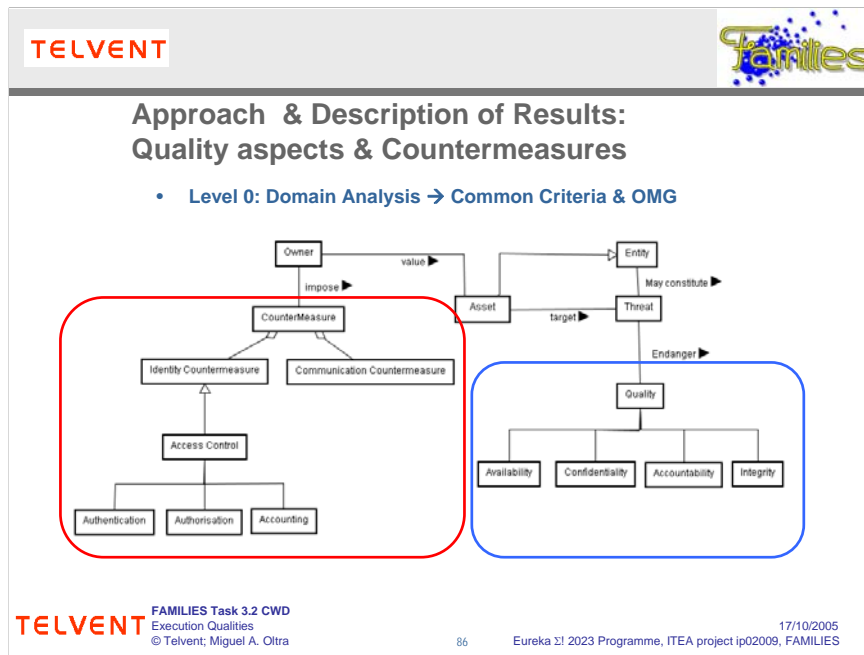 TELVENT
Families
Approach & Description of Results:
Quality aspects & Countermeasures
• Level 0: Domain Analysis → Common Criteria & OMG
Owner
value ▶
Entity
impose ▶
May constitute ▶
Asset
Threat
CounterMeasure
target ▶
Endanger ▶
Identity Countermeasure
Communication Countermeasure
Quality
Access Control
Availability
Confidentiality
Accountability
Integrity
Authentication
Authorisation
Accounting
TELVENT
FAMILIES Task 3.2 CWD
Execution Qualities
© Telvent; Miguel A. Oltra
86
17/10/2005
Eureka Σ! 2023 Programme, ITEA project ip02009, FAMILIES